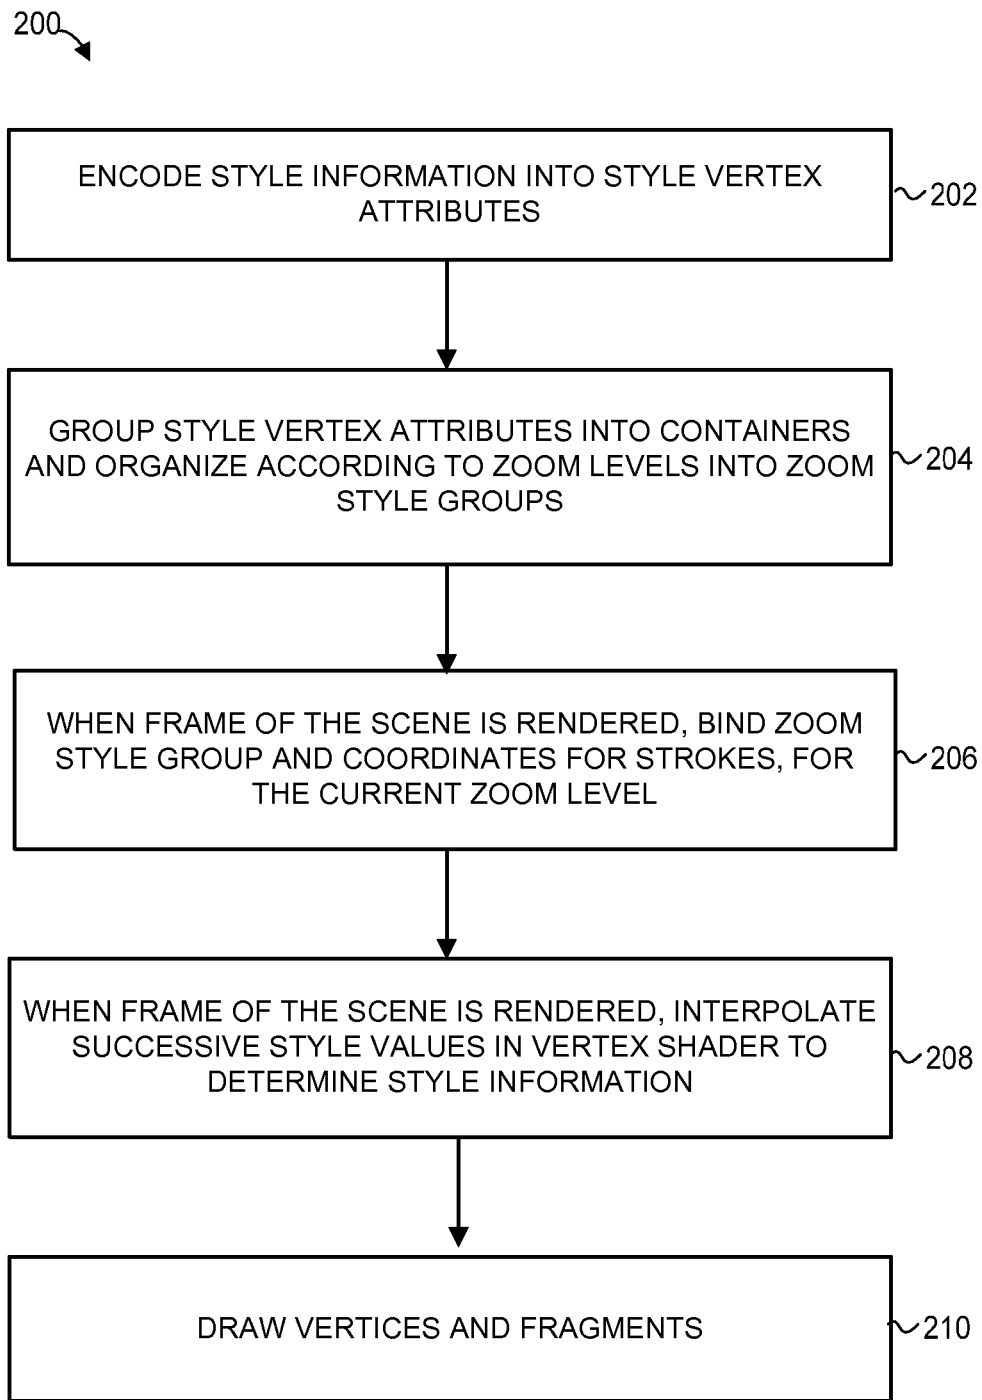 200
ENCODE STYLE INFORMATION INTO STYLE VERTEX
ATTRIBUTES
202
GROUP STYLE VERTEX ATTRIBUTES INTO CONTAINERS
AND ORGANIZE ACCORDING TO ZOOM LEVELS INTO ZOOM
STYLE GROUPS
204
WHEN FRAME OF THE SCENE IS RENDERED, BIND ZOOM
STYLE GROUP AND COORDINATES FOR STROKES, FOR
THE CURRENT ZOOM LEVEL
206
WHEN FRAME OF THE SCENE IS RENDERED, INTERPOLATE
SUCCESSIVE STYLE VALUES IN VERTEX SHADER TO
DETERMINE STYLE INFORMATION
208
DRAW VERTICES AND FRAGMENTS
210